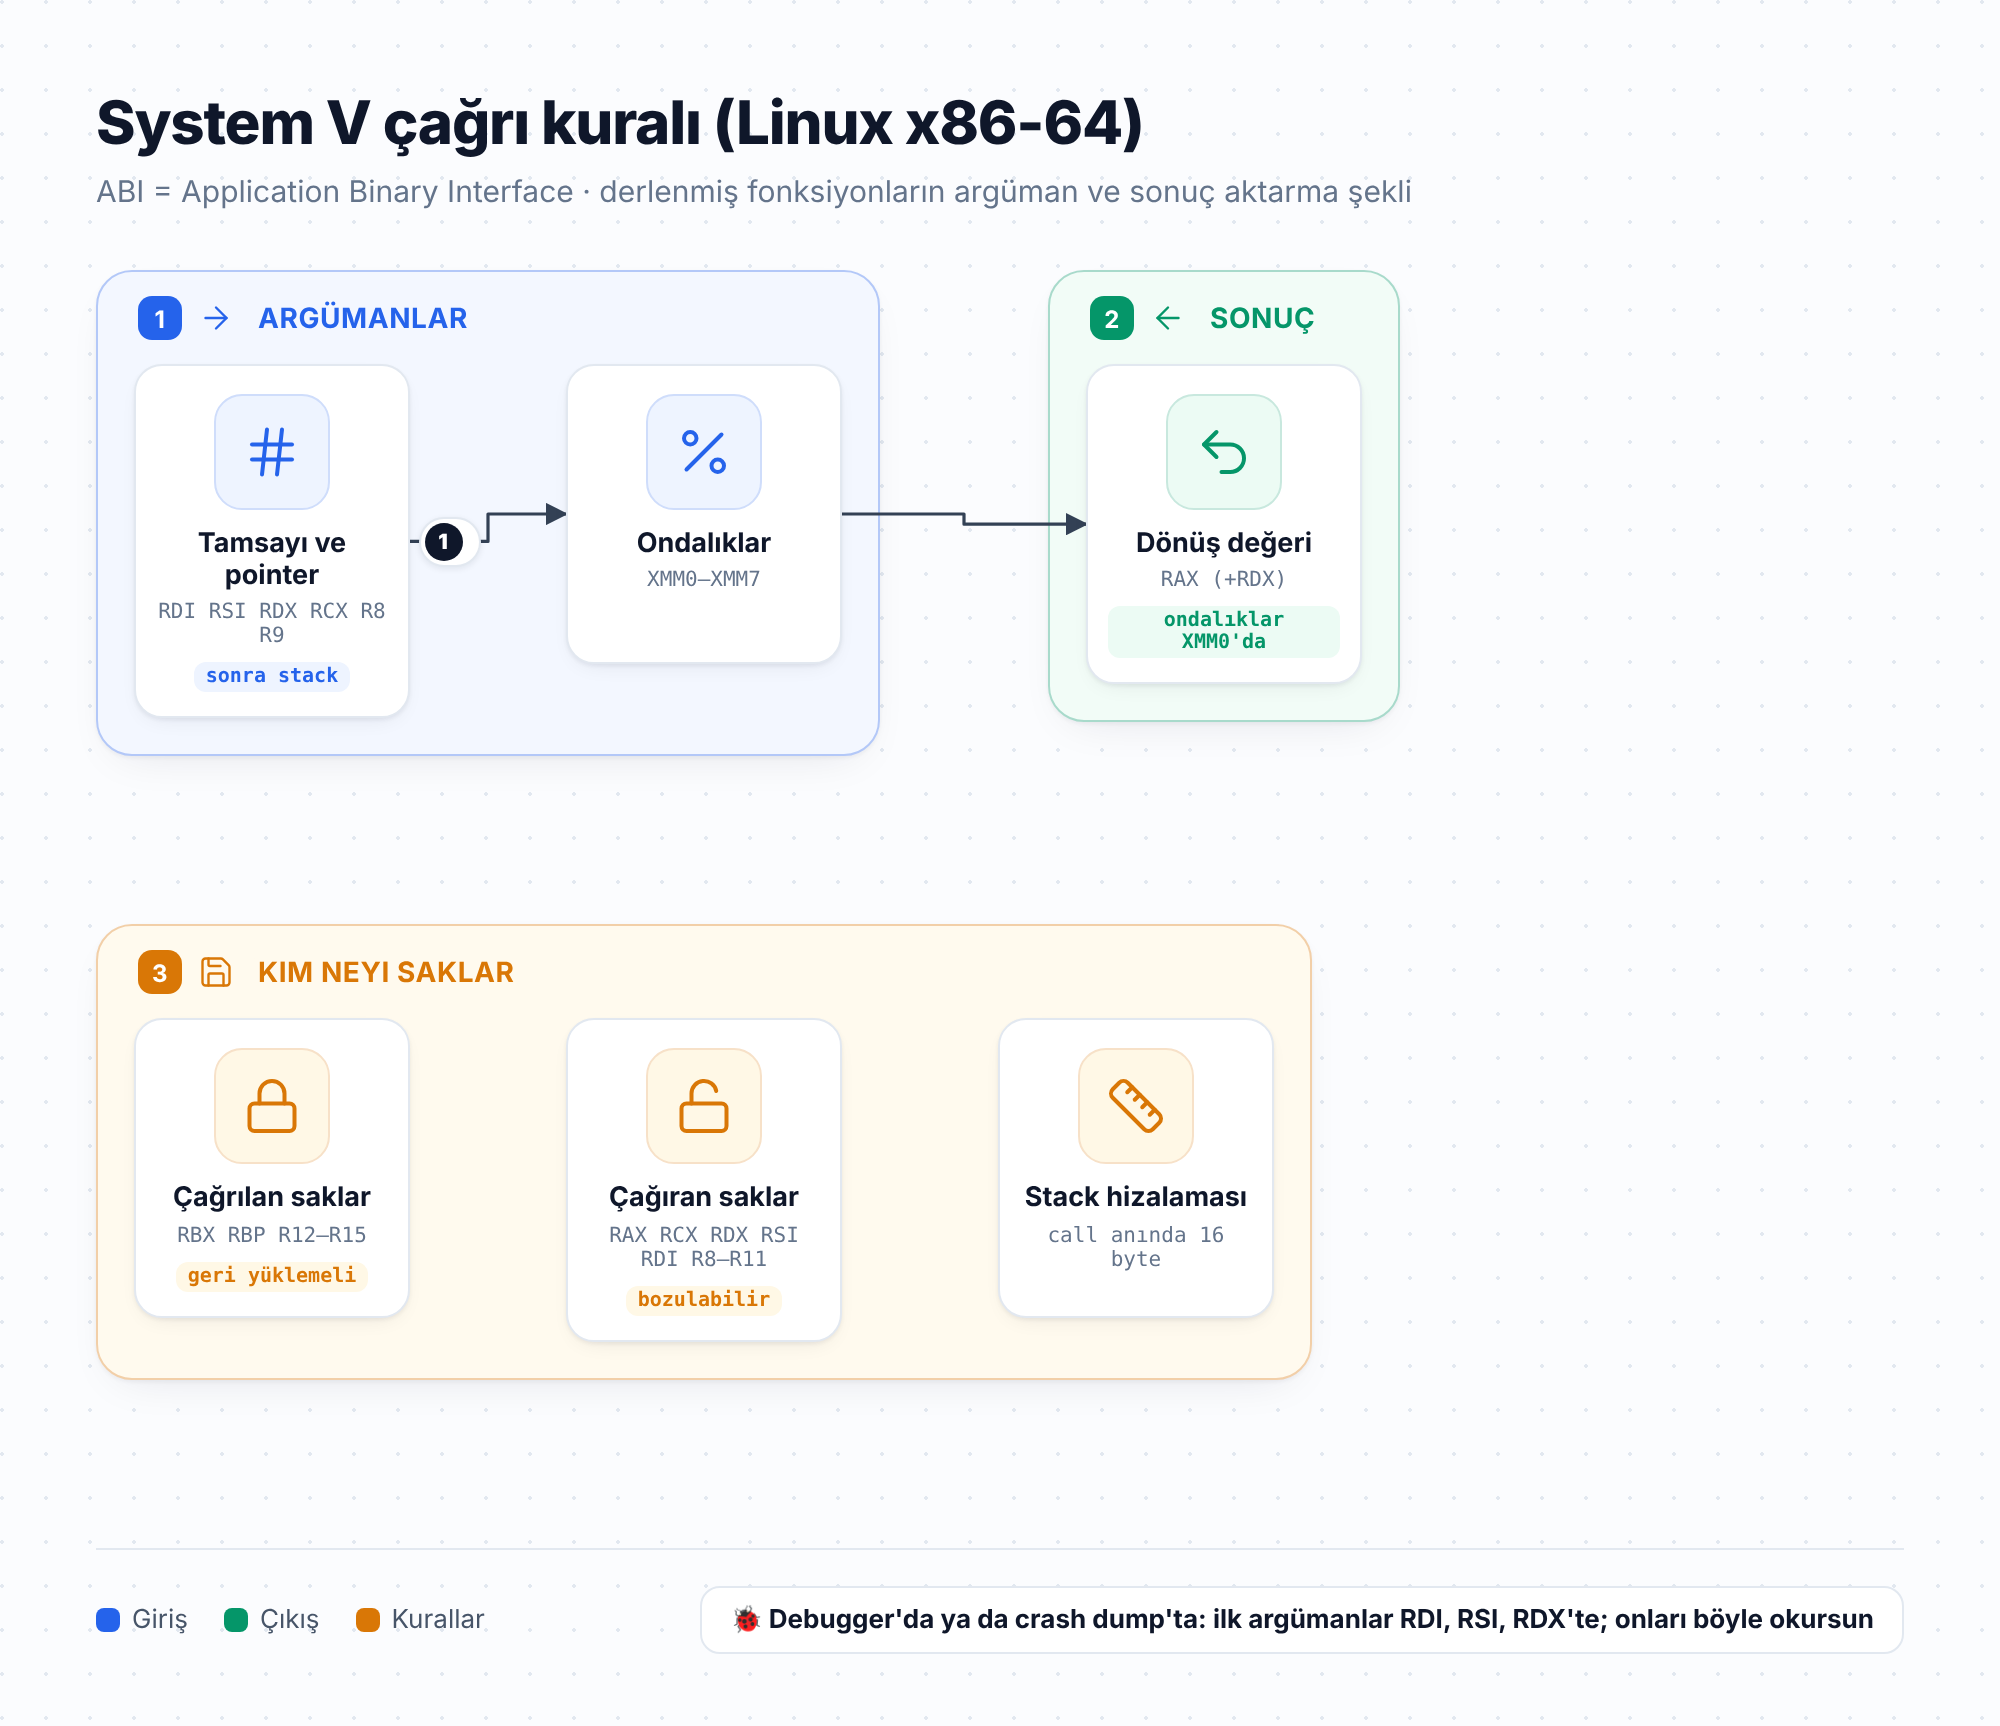 System V çağrı kuralı (Linux x86-64)
ABI = Application Binary Interface · derlenmiş fonksiyonların argüman ve sonuç aktarma şekli
1 → ARGÜMANLAR
Tamsayı ve
pointer
RDI RSI RDX RCX R8
R9
sonra stack
1
Ondalıklar
XMM0–XMM7
2 ← SONUÇ
Dönüş değeri
RAX (+RDX)
ondalıklar
XMM0'da
3 KIM NEYI SAKLAR
Çağrılan saklar
RBX RBP R12–R15
geri yüklemeli
Çağıran saklar
RAX RCX RDX RSI
RDI R8–R11
bozulabilir
Stack hizalaması
call anında 16
byte
Giriş
Çıkış
Kurallar
🐞 Debugger'da ya da crash dump'ta: ilk argümanlar RDI, RSI, RDX'te; onları böyle okursun